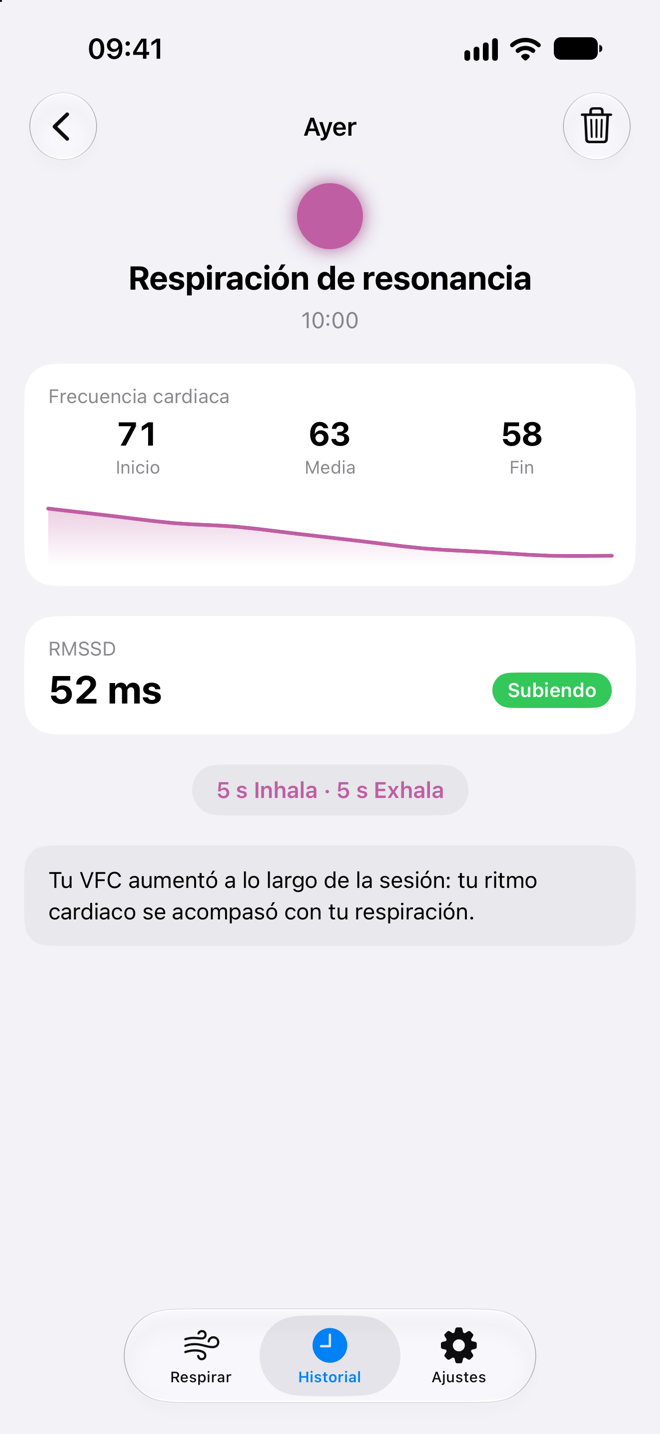 09:41
Ayer
Respiración de resonancia
10:00
Frecuencia cardiaca
71 63 58
Inicio Media Fin
RMSSD
52 ms Subiendo
5 s Inhala · 5 s Exhala
Tu VFC aumentó a lo largo de la sesión: tu ritmo
cardiaco se acompasó con tu respiración.
Respirar Historial Ajustes